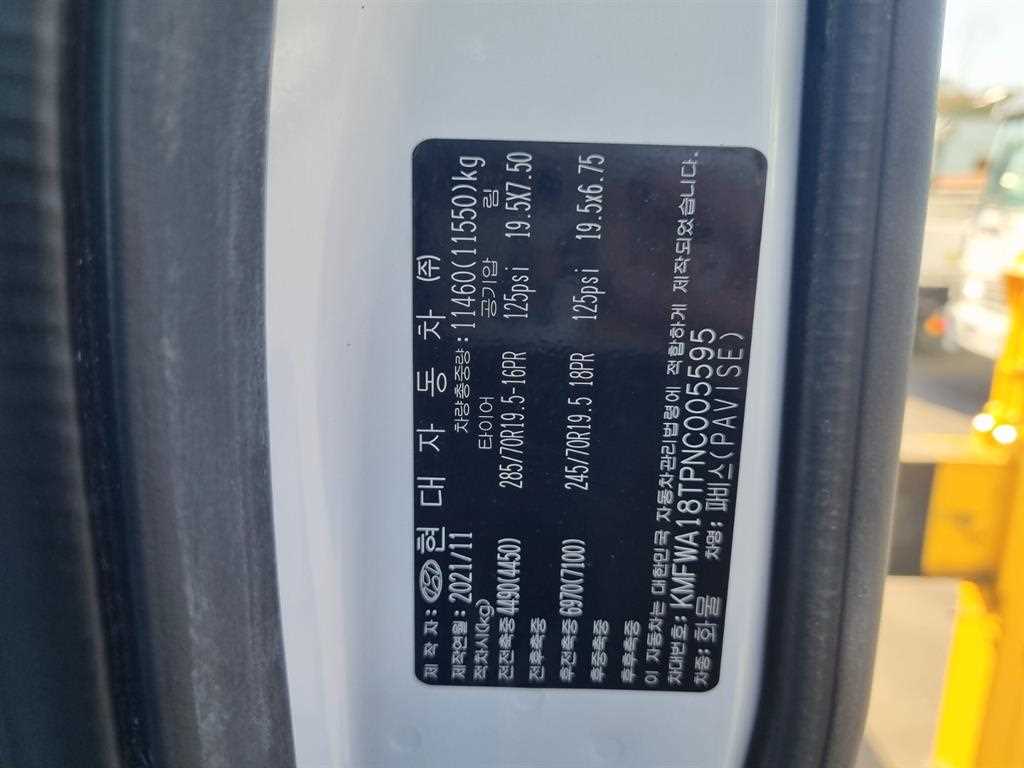 제 작 자: 현 대 자 동 차 (주)
제작연월: 2021/11 차량총중량: 11460(11550)kg
적차시(kg) 타이어 공기압 림
전전축중 4490(4450) 285/70R19.5-16PR 125psi 19.5X7.50
전후축중
후전축중 6970(7100) 245/70R19.5 18PR 125psi 19.5x6.75
후중축중
후후축중
이 자동차는 대한민국 자동차관리법령에 적합하게 제작되었습니다.
차대번호: KMFWA18TPNC005595
차종: 화물 차명: 파비스(PAVISE)